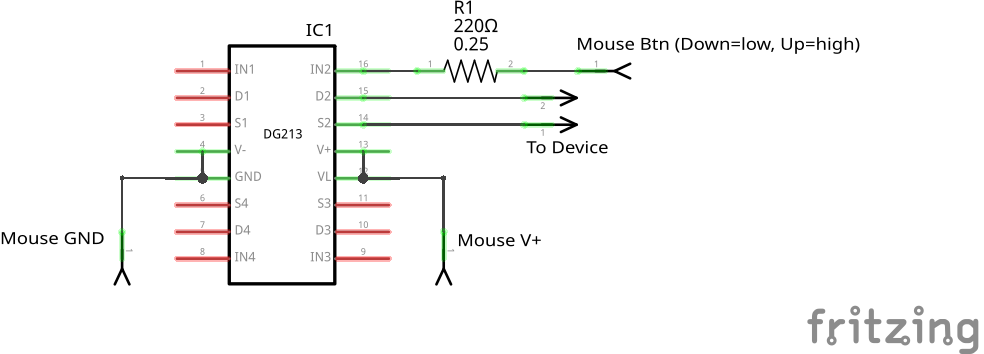 R1
220Ω
0.25
IC1
Mouse Btn (Down=low, Up=high)
1 IN1 IN2 16 1 2 1
2 D1 D2 15 2
3 S1 S2 14 1
DG213
To Device
4 V- V+ 13
GND VL
6 S4 S3 11
7 D4 D3 10
8 IN4 IN3 9
Mouse GND 1
Mouse V+ 1
fritzing